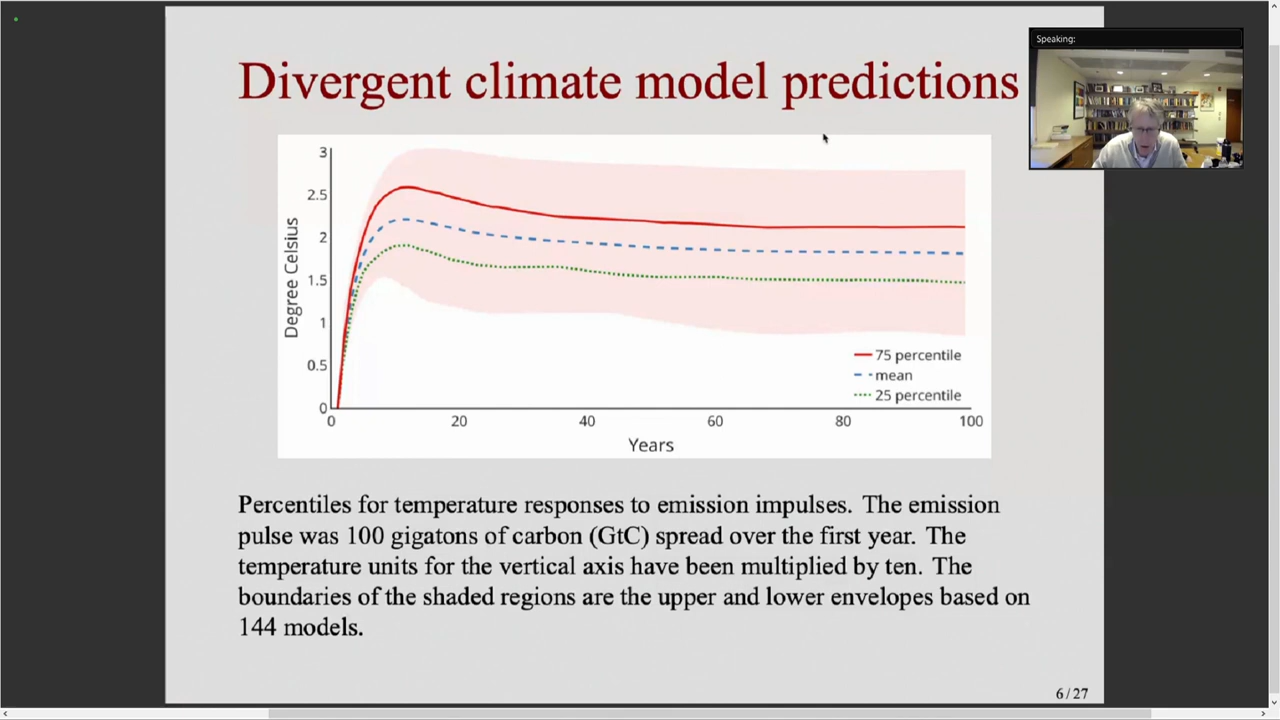 Divergent climate model predictions
Speaking:
3
2.5
2
1.5
1
0.5
0
Degree Celsius
0 20 40 60 80 100
Years
75 percentile
mean
25 percentile
Percentiles for temperature responses to emission impulses. The emission
pulse was 100 gigatons of carbon (GtC) spread over the first year. The
temperature units for the vertical axis have been multiplied by ten. The
boundaries of the shaded regions are the upper and lower envelopes based on
144 models.
6/27